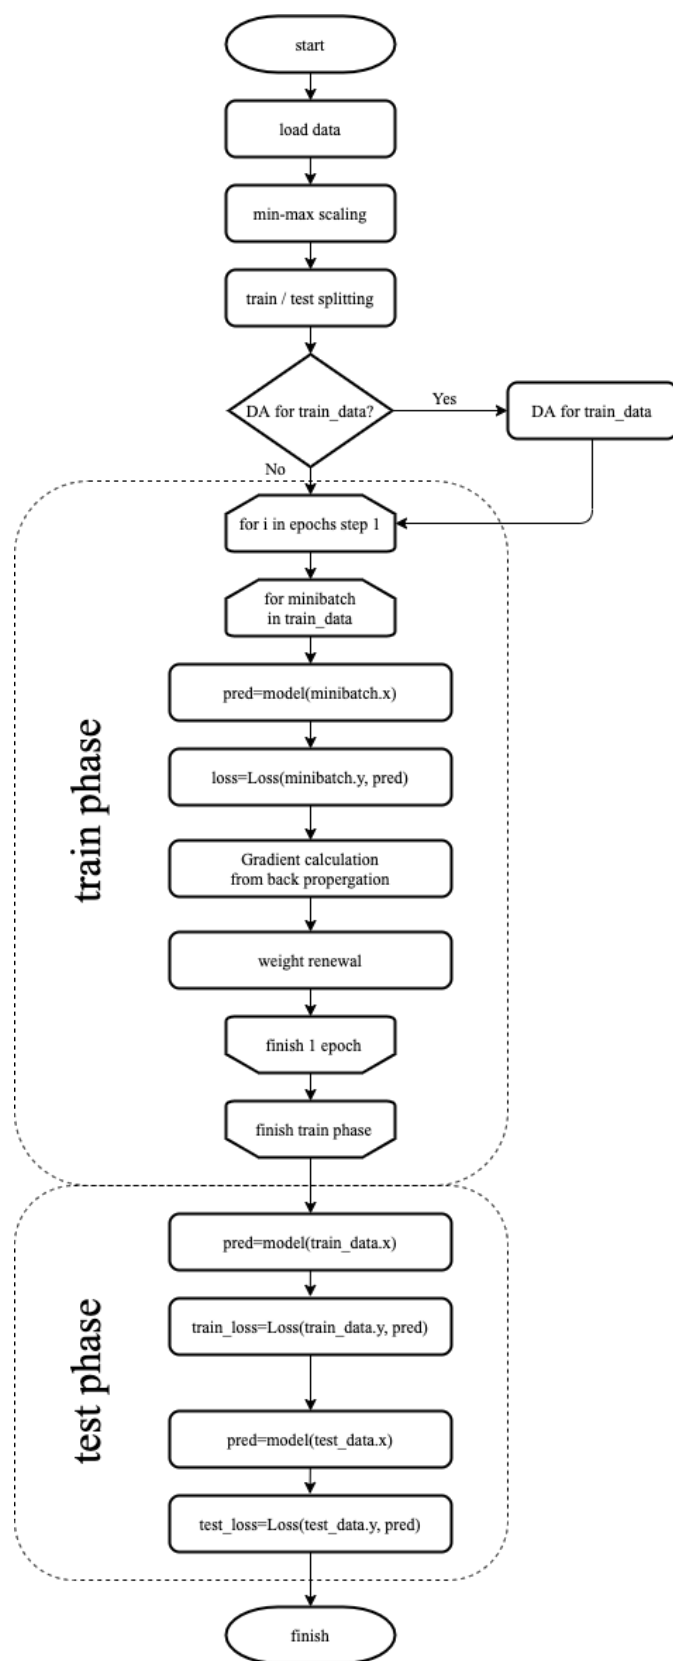 start
load data
min-max scaling
train / test splitting
DA for train_data?
Yes
DA for train_data
No
for i in epochs step 1
for minibatch
in train_data
pred=model(minibatch.x)
loss=Loss(minibatch.y, pred)
train phase
Gradient calculation
from back propergation
weight renewal
finish 1 epoch
finish train phase
pred=model(train_data.x)
train_loss=Loss(train_data.y, pred)
test phase
pred=model(test_data.x)
test_loss=Loss(test_data.y, pred)
finish